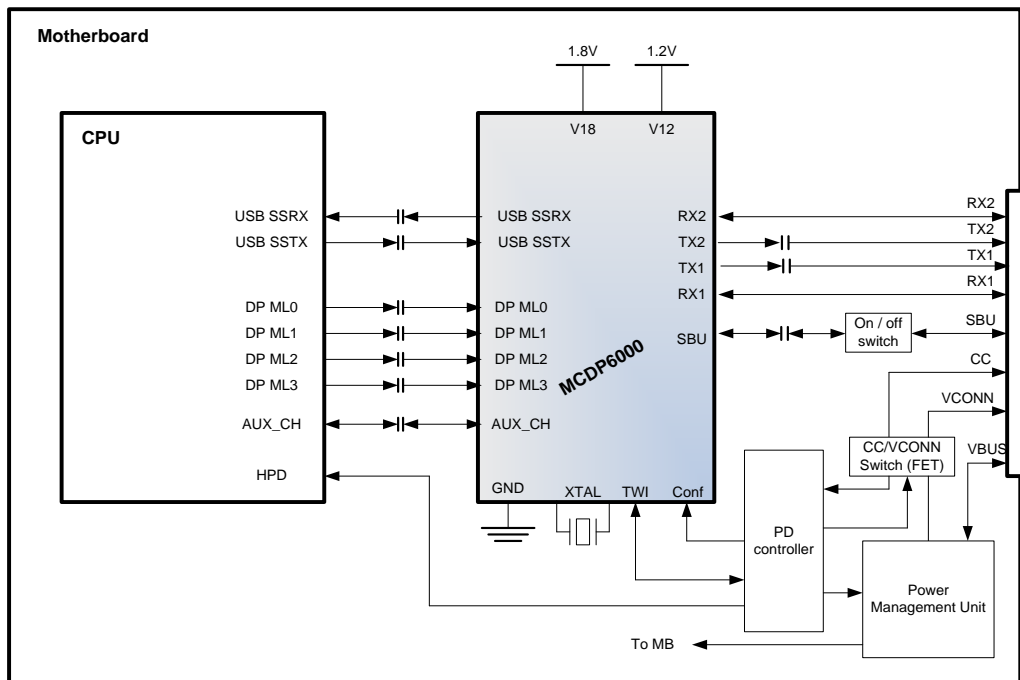 Motherboard
1.8V
1.2V
CPU
V18
V12
USB SSRX
USB SSRX
RX2
RX2
USB SSTX
USB SSTX
TX2
TX2
TX1
TX1
RX1
RX1
DP ML0
DP ML0
DP ML1
DP ML1
SBU
On / off
switch
SBU
DP ML2
DP ML2
DP ML3
DP ML3
MCDP6000
CC
AUX_CH
AUX_CH
VCONN
CC/VCONN
Switch (FET)
VBUS
HPD
GND
XTAL
TWI
Conf
PD
controller
Power
Management Unit
To MB